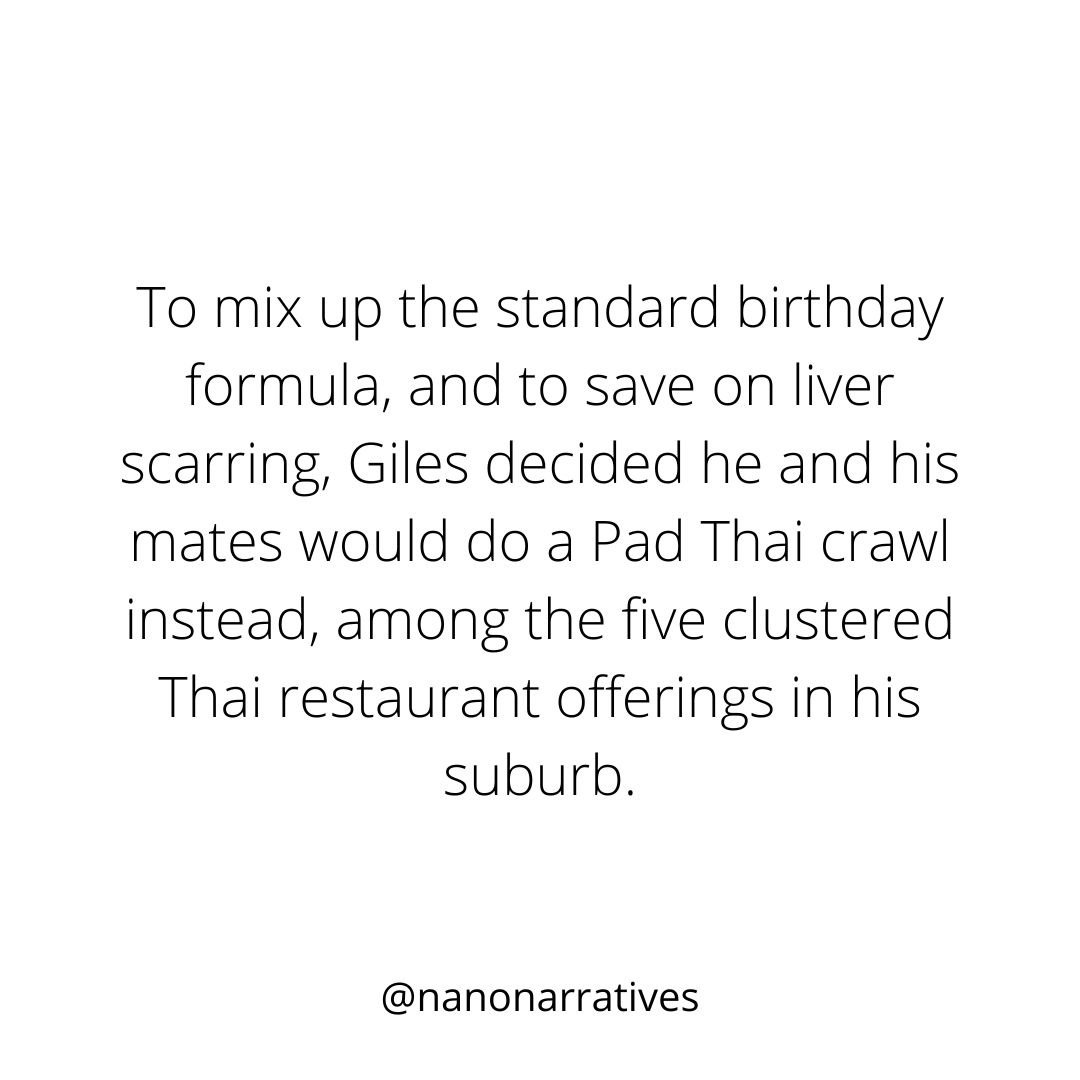 To mix up the standard birthday
formula, and to save on liver
scarring, Giles decided he and his
mates would do a Pad Thai crawl
instead, among the five clustered
Thai restaurant offerings in his
suburb.
@nanonarratives